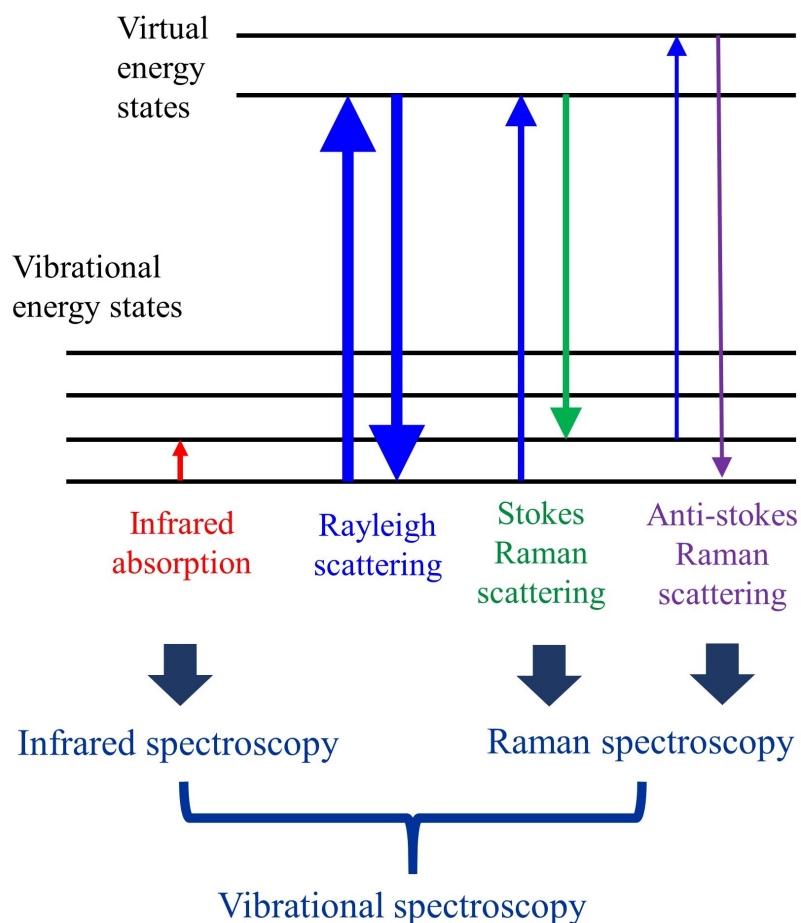 Virtual
energy
states
Vibrational
energy states
Infrared
absorption
Rayleigh
scattering
Stokes
Raman
scattering
Anti-stokes
Raman
scattering
Infrared spectroscopy
Raman spectroscopy
Vibrational spectroscopy